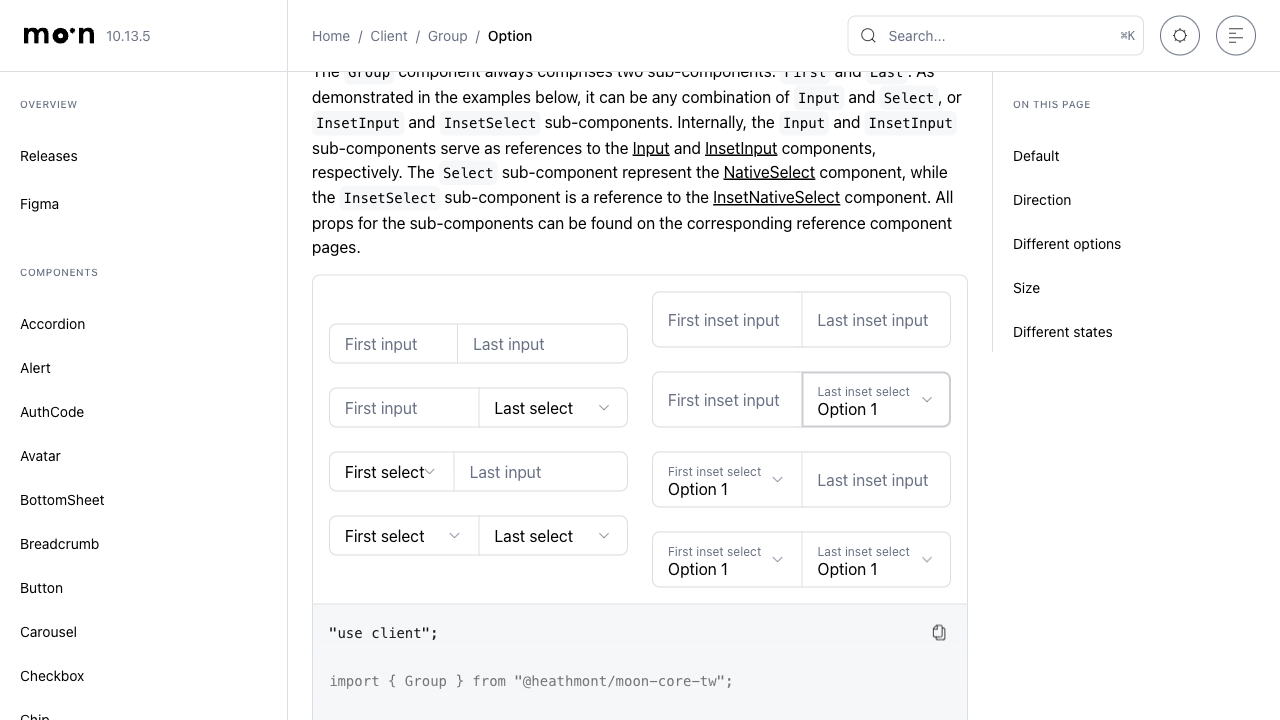 moon 10.13.5
Home / Client / Group / Option
Search...
⌘K
OVERVIEW
Releases
Figma
COMPONENTS
Accordion
Alert
AuthCode
Avatar
BottomSheet
Breadcrumb
Button
Carousel
Checkbox
Chip
The Group component always comprises two sub-components: First and Last. As
demonstrated in the examples below, it can be any combination of Input and Select, or
InsetInput and InsetSelect sub-components. Internally, the Input and InsetInput
sub-components serve as references to the Input and InsetInput components,
respectively. The Select sub-component represent the NativeSelect component, while
the InsetSelect sub-component is a reference to the InsetNativeSelect component. All
props for the sub-components can be found on the corresponding reference component
pages.
First input Last input
First input Last select
First select Last input
First select Last select
First inset input Last inset input
First inset input Last inset select
Option 1
First inset select
Option 1 Last inset input
First inset select Last inset select
Option 1 Option 1
"use client";
import { Group } from "@heathmont/moon-core-tw";
ON THIS PAGE
Default
Direction
Different options
Size
Different states